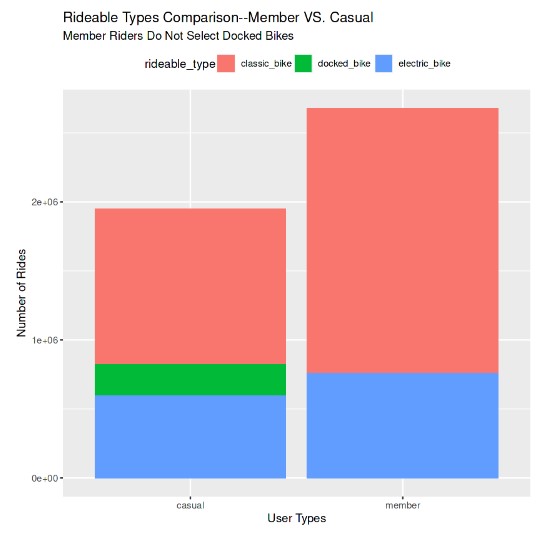 Rideable Types Comparison--Member VS. Casual
Member Riders Do Not Select Docked Bikes
rideable_type classic_bike docked_bike electric_bike
2e+06
1e+06
0e+00
Number of Rides
casual member
User Types